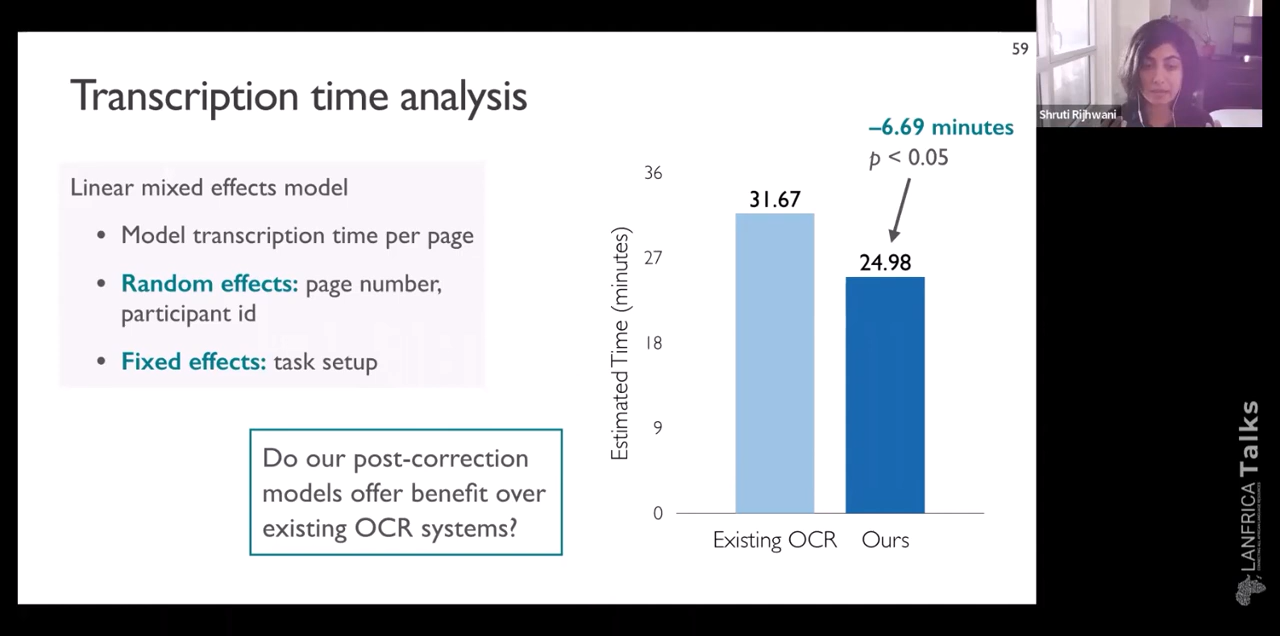 59
Transcription time analysis
Linear mixed effects model
• Model transcription time per page
• Random effects: page number,
participant id
• Fixed effects: task setup
Do our post-correction
models offer benefit over
existing OCR systems?
–6.69 minutes
p < 0.05
Estimated Time (minutes)
36
27
18
9
0
31.67
24.98
Existing OCR
Ours
Shruti Rijhwani
LANFRICA Talks